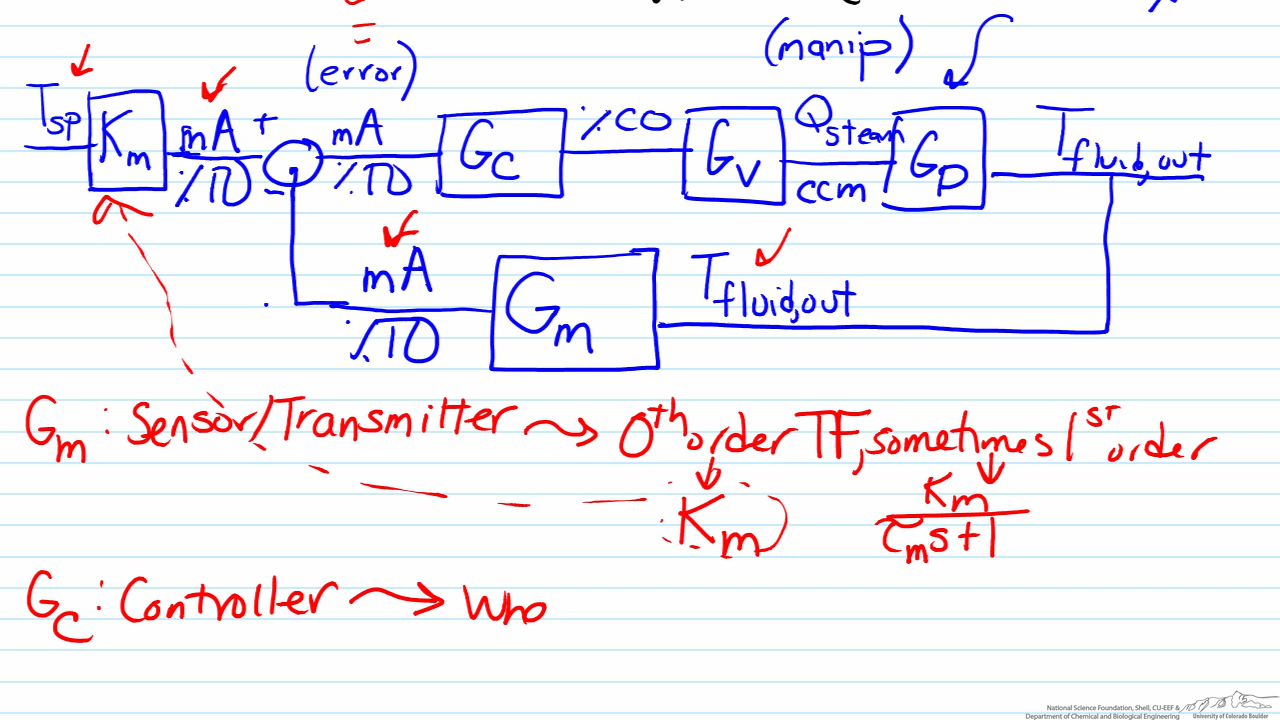 (error)
(manip)
Tsp
Km
mA
%TO
+
-
mA
%TO
Gc
%CO
Gv
Qsteam
ccm
Gp
Tfluid,out
mA
%TO
Gm
Tfluid,out
Gm: Sensor/Transmitter → 0th order TF, sometimes 1st order
Km
Km
τms+1
Gc: Controller → Who
National Science Foundation, Shell, CU-EEF &
Department of Chemical and Biological Engineering
University of Colorado Boulder